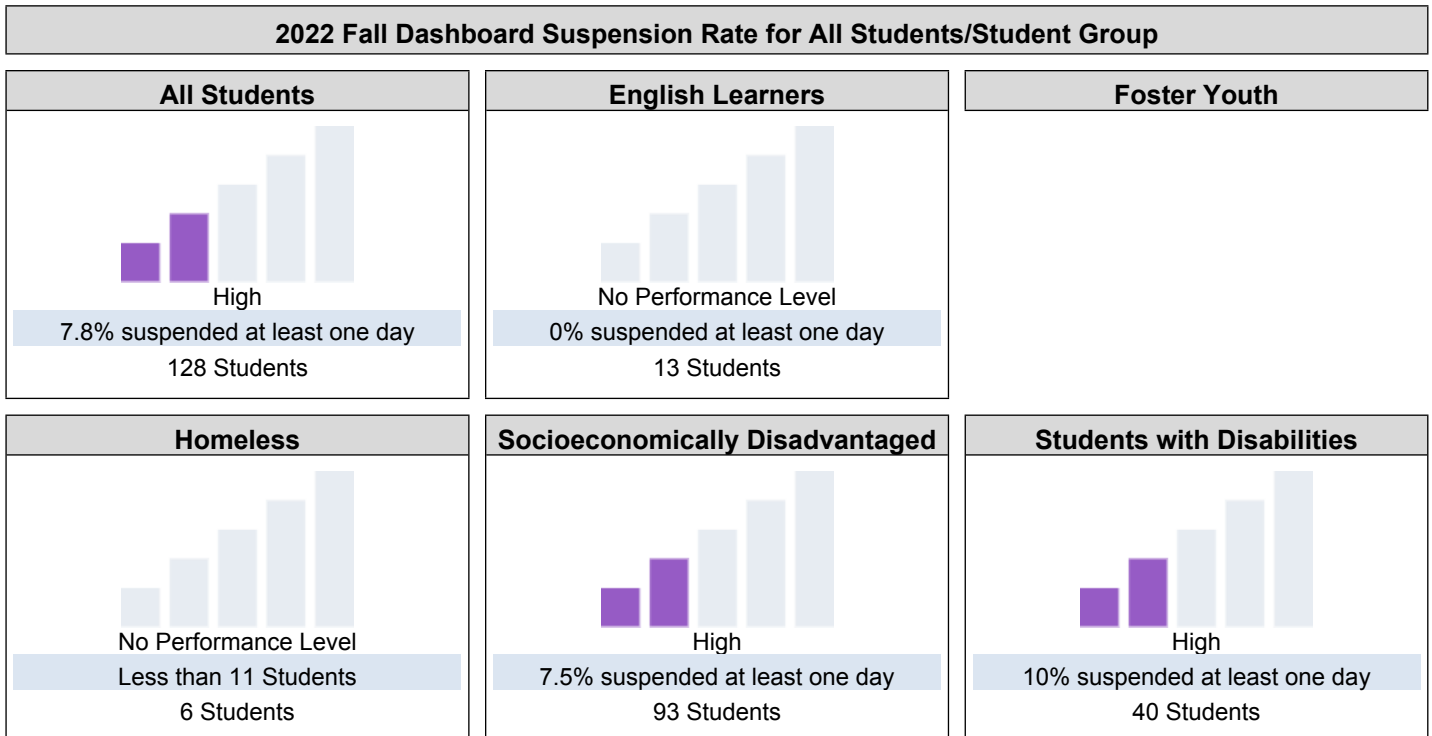 2022 Fall Dashboard Suspension Rate for All Students/Student Group
All Students
High
7.8% suspended at least one day
128 Students
English Learners
No Performance Level
0% suspended at least one day
13 Students
Foster Youth
Homeless
No Performance Level
Less than 11 Students
6 Students
Socioeconomically Disadvantaged
High
7.5% suspended at least one day
93 Students
Students with Disabilities
High
10% suspended at least one day
40 Students